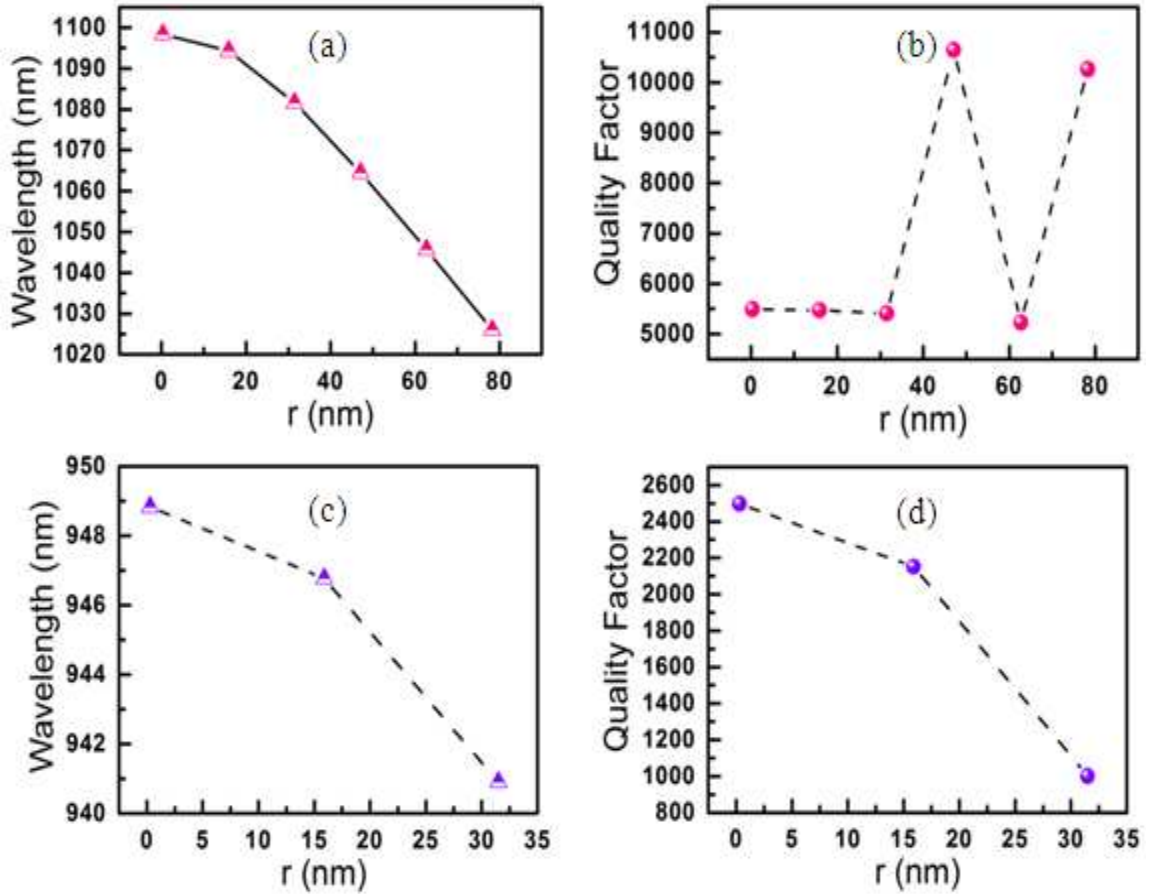 (a)
Wavelength (nm)
1100
1090
1080
1070
1060
1050
1040
1030
1020
0 20 40 60 80
r (nm)
(b)
Quality Factor
11000
10000
9000
8000
7000
6000
5000
0 20 40 60 80
r (nm)
(c)
Wavelength (nm)
950
948
946
944
942
940
0 5 10 15 20 25 30 35
r (nm)
(d)
Quality Factor
2600
2400
2200
2000
1800
1600
1400
1200
1000
800
0 5 10 15 20 25 30 35
r (nm)